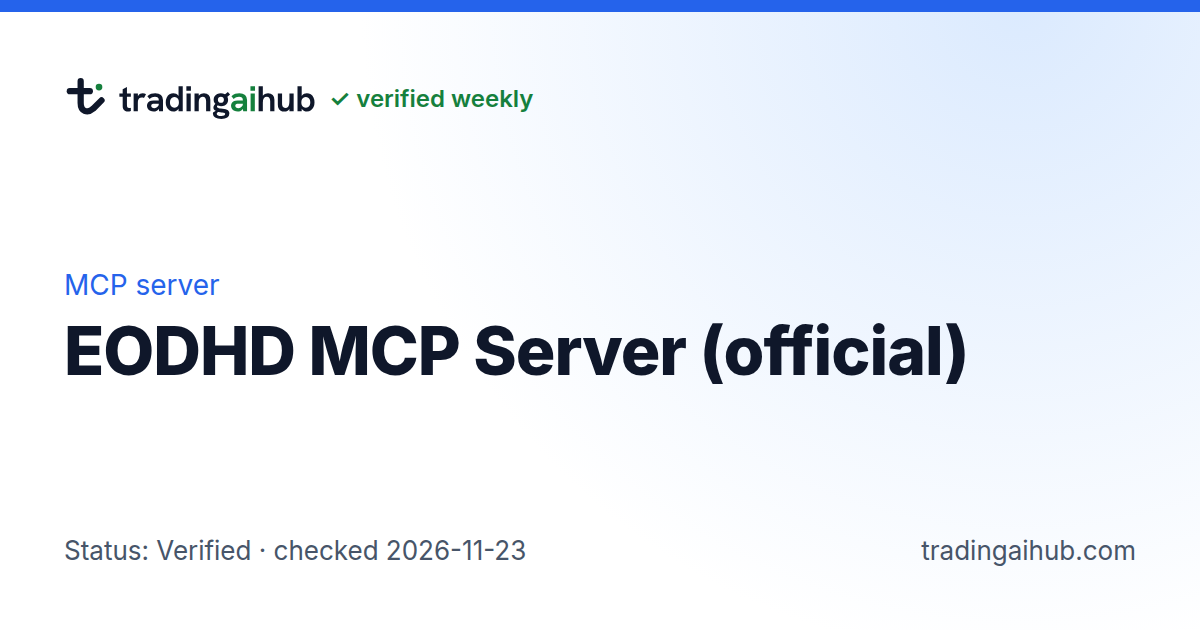 tradingaihub ✓ verified weekly
MCP server
EODHD MCP Server (official)
Status: Verified · checked 2026-11-23
tradingaihub.com